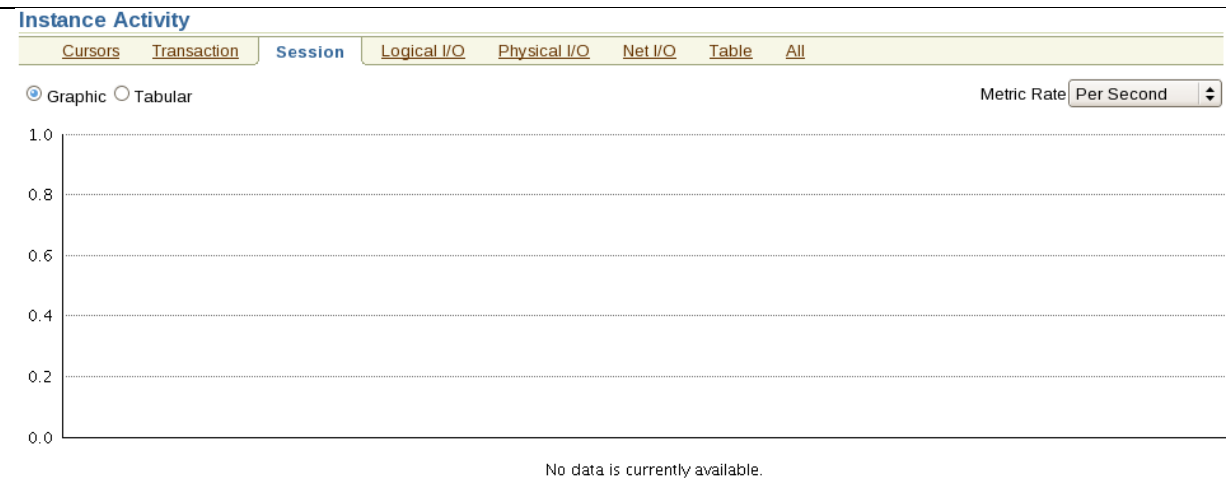 Instance Activity
Cursors Transaction Session Logical I/O Physical I/O Net I/O Table All
Graphic Tabular Metric Rate Per Second
1.0
0.8
0.6
0.4
0.2
0.0
No data is currently available.